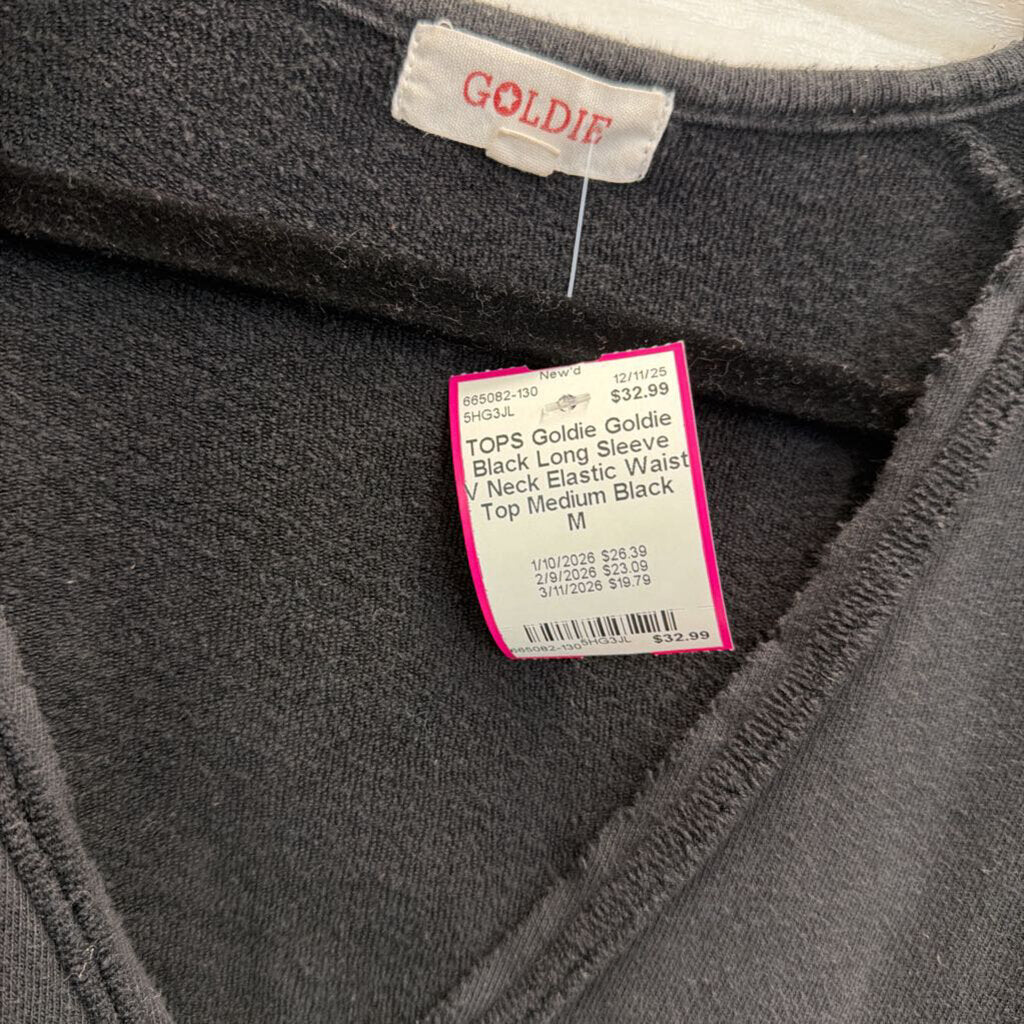 GOLDIE
New'd
665082-130 12/11/25
5HG3JL $32.99
TOPS Goldie Goldie
Black Long Sleeve
V Neck Elastic Waist
Top Medium Black
M
1/10/2026 $26.39
2/9/2026 $23.09
3/11/2026 $19.79
665082-130 5HG3JL $32.99